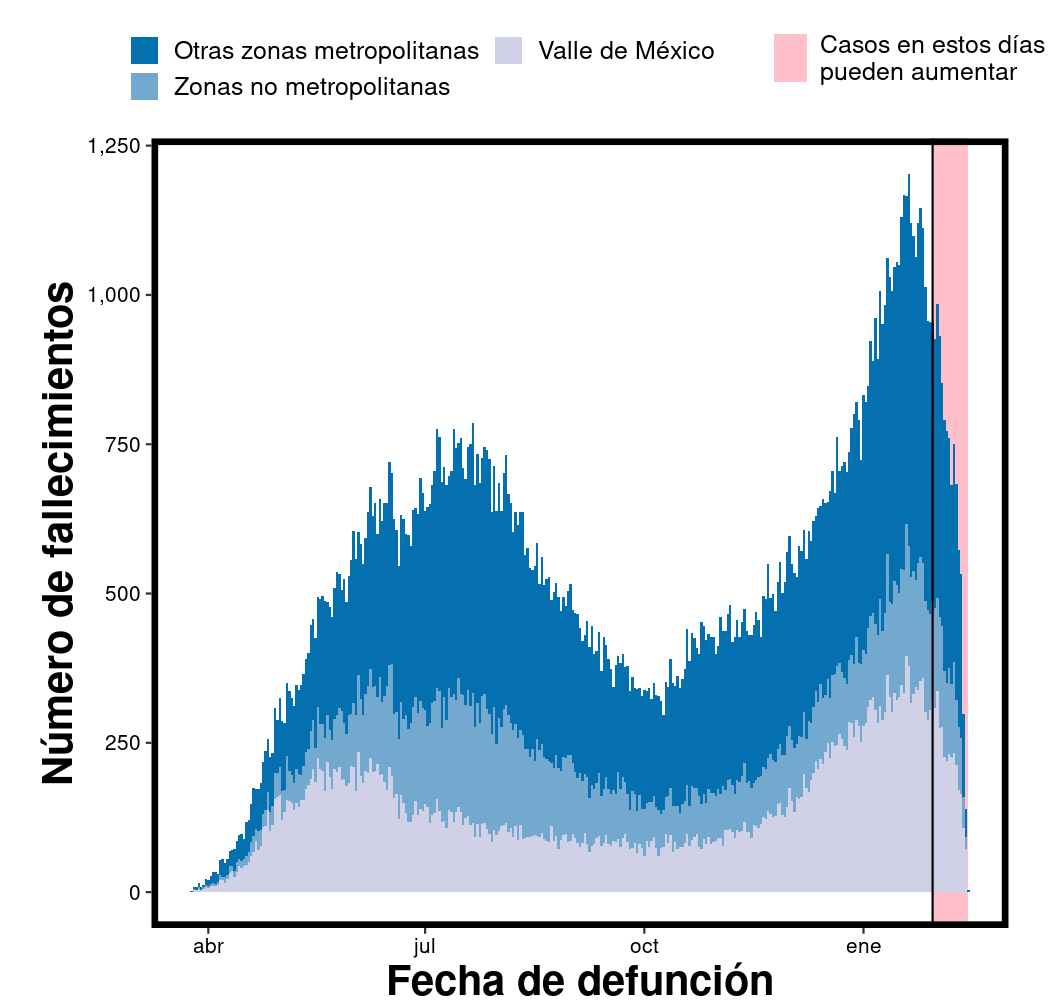 Otras zonas metropolitanas
Valle de México
Zonas no metropolitanas
Casos en estos días
pueden aumentar
Número de fallecimientos
1,250
1,000
750
500
250
0
abr
jul
oct
ene
Fecha de defunción